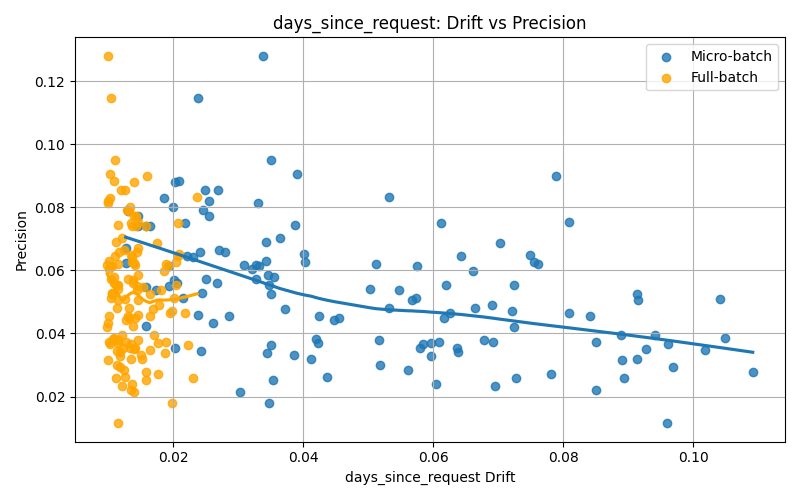 days_since_request: Drift vs Precision
Micro-batch
Full-batch
0.12
0.10
0.08
0.06
0.04
0.02
Precision
0.02
0.04
0.06
0.08
0.10
days_since_request Drift